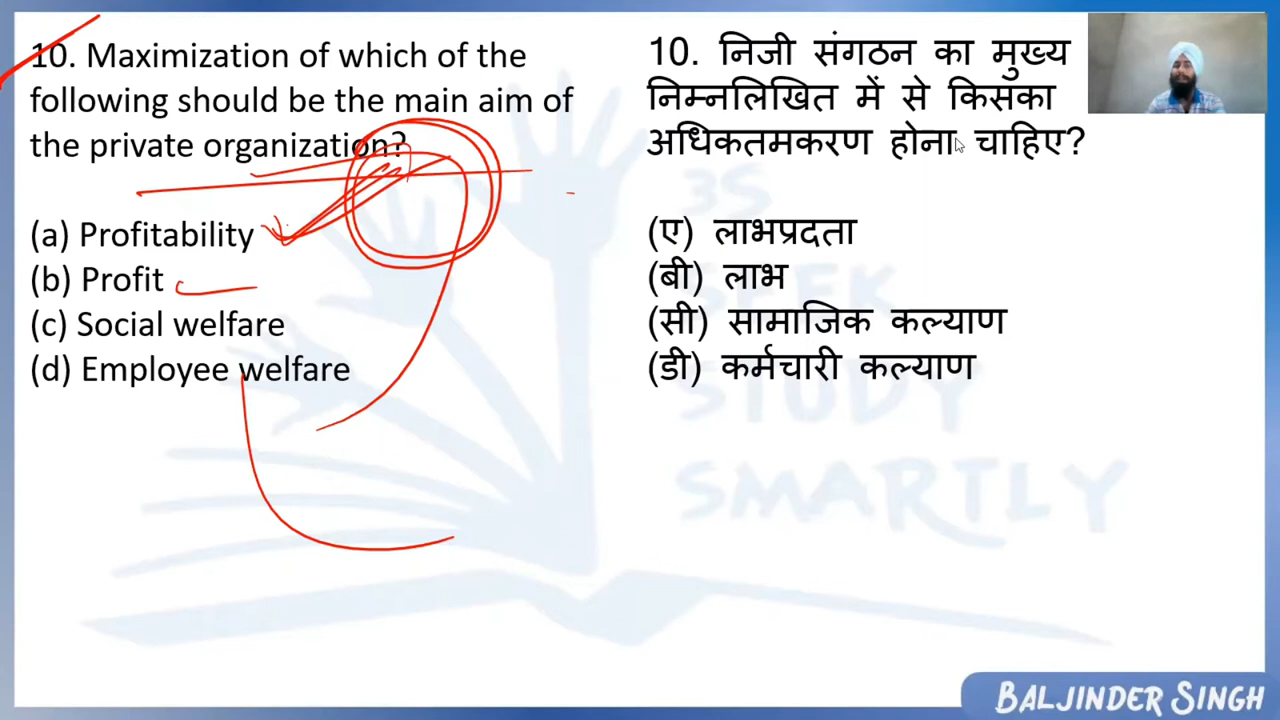 10. Maximization of which of the
following should be the main aim of
the private organization?
(a) Profitability
(b) Profit
(c) Social welfare
(d) Employee welfare
10. निजी संगठन का मुख्य
निम्नलिखित में से किसका
अधिकतमकरण होना चाहिए?
(ए) लाभप्रदता
(बी) लाभ
(सी) सामाजिक कल्याण
(डी) कर्मचारी कल्याण
3S
SEEK
STUDY
SMARTLY
BALJINDER SINGH